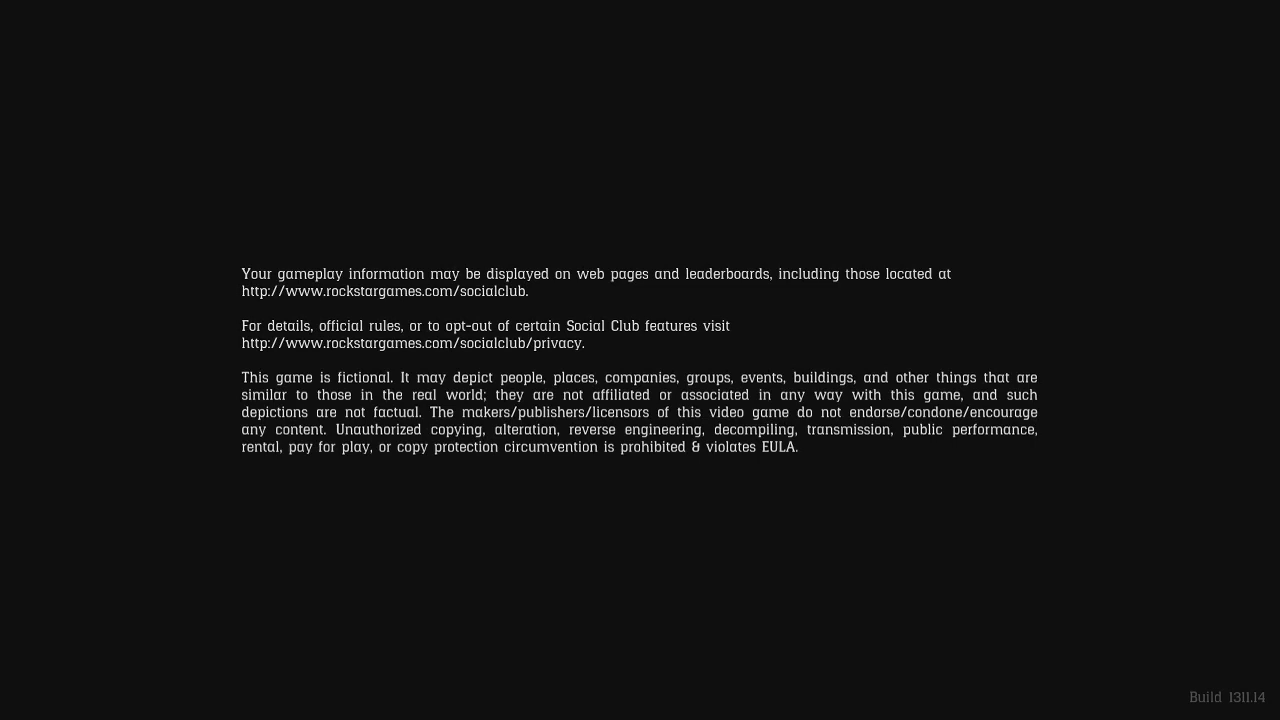 Your gameplay information may be displayed on web pages and leaderboards, including those located at
http://www.rockstargames.com/socialclub.
For details, official rules, or to opt-out of certain Social Club features visit
http://www.rockstargames.com/socialclub/privacy.
This game is fictional. It may depict people, places, companies, groups, events, buildings, and other things that are
similar to those in the real world; they are not affiliated or associated in any way with this game, and such
depictions are not factual. The makers/publishers/licensors of this video game do not endorse/condone/encourage
any content. Unauthorized copying, alteration, reverse engineering, decompiling, transmission, public performance,
rental, pay for play, or copy protection circumvention is prohibited & violates EULA.
Build 1311.14